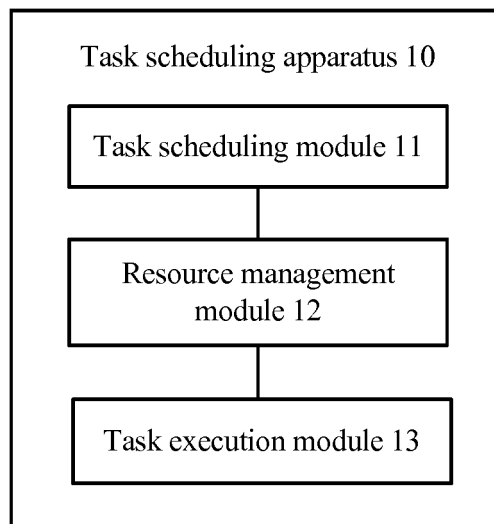 Task scheduling apparatus 10
Task scheduling module 11
Resource management
module 12
Task execution module 13